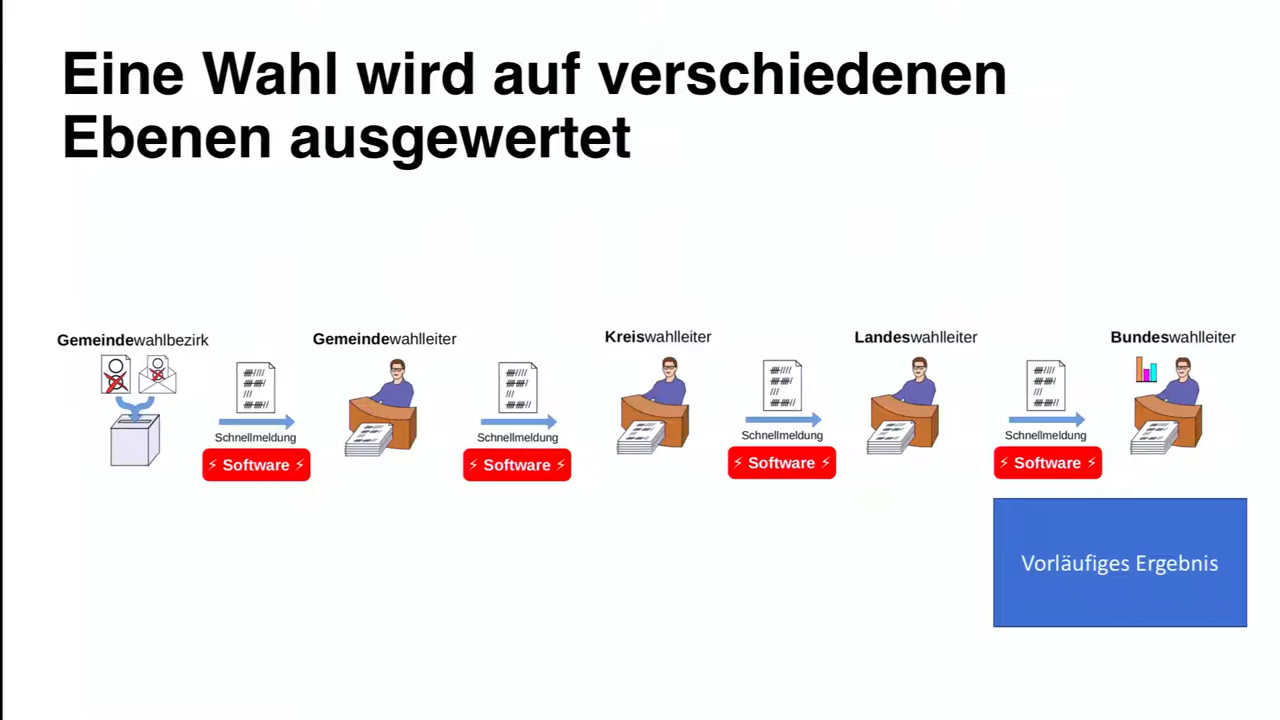 Eine Wahl wird auf verschiedenen
Ebenen ausgewertet
Gemeindewahlbezirk
Gemeindewahlleiter
Kreiswahlleiter
Landeswahlleiter
Bundeswahlleiter
Schnellmeldung
Schnellmeldung
Schnellmeldung
Schnellmeldung
⚡ Software ⚡
⚡ Software ⚡
⚡ Software ⚡
⚡ Software ⚡
Vorläufiges Ergebnis